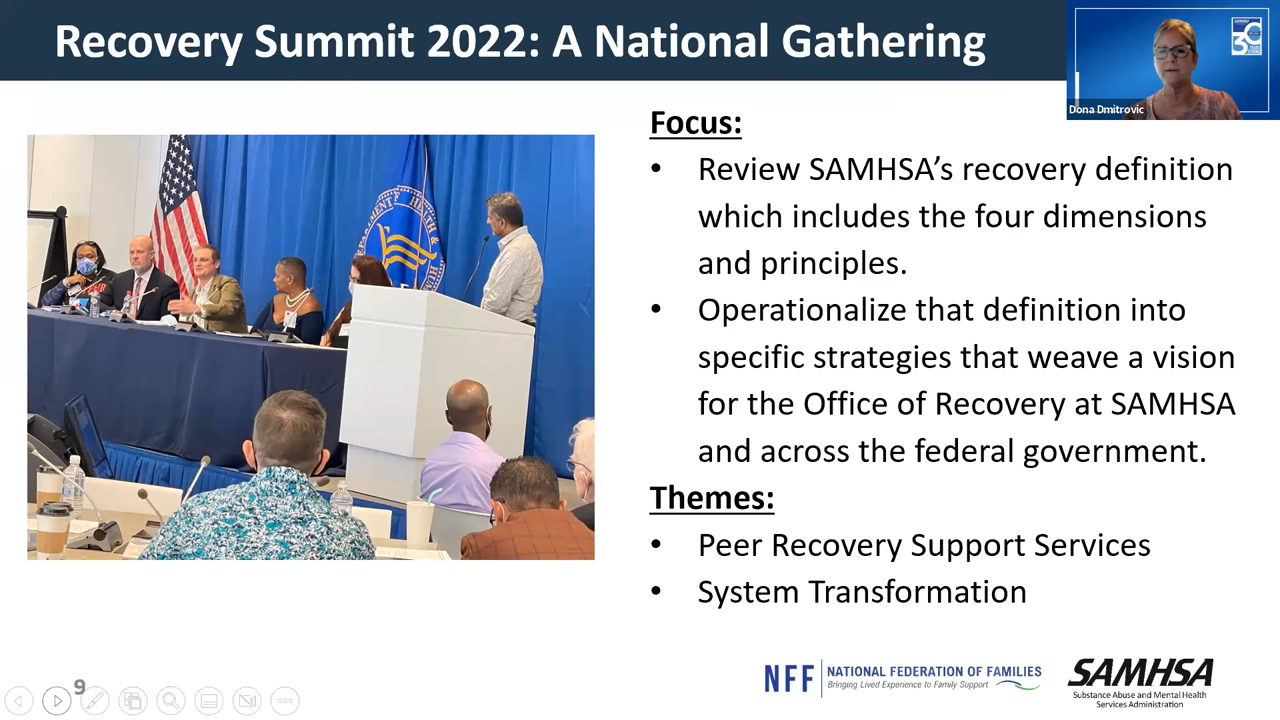 Recovery Summit 2022: A National Gathering
SAMHSA
30
Dona Dmitrovic
Focus:
• Review SAMHSA’s recovery definition
which includes the four dimensions
and principles.
• Operationalize that definition into
specific strategies that weave a vision
for the Office of Recovery at SAMHSA
and across the federal government.
Themes:
• Peer Recovery Support Services
• System Transformation
9
NFF
NATIONAL FEDERATION OF FAMILIES
Bringing Lived Experience to Family Support
SAMHSA
Substance Abuse and Mental Health
Services Administration